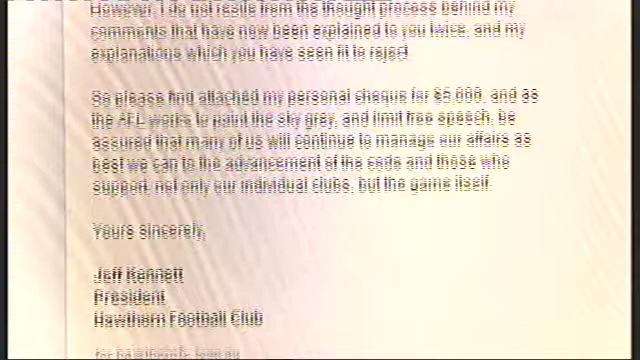 However, I do not resile from the thought process behind my
comments that have now been explained to you twice, and my
explanations which you have seen fit to reject.
So please find attached my personal cheque for $5,000, and as
the AFL works to paint the sky grey, and limit free speech, be
assured that many of us will continue to manage our affairs as
best we can to the advancement of the code and those who
support, not only our individual clubs, but the game itself.
Yours sincerely,
Jeff Kennett
President
Hawthorn Football Club